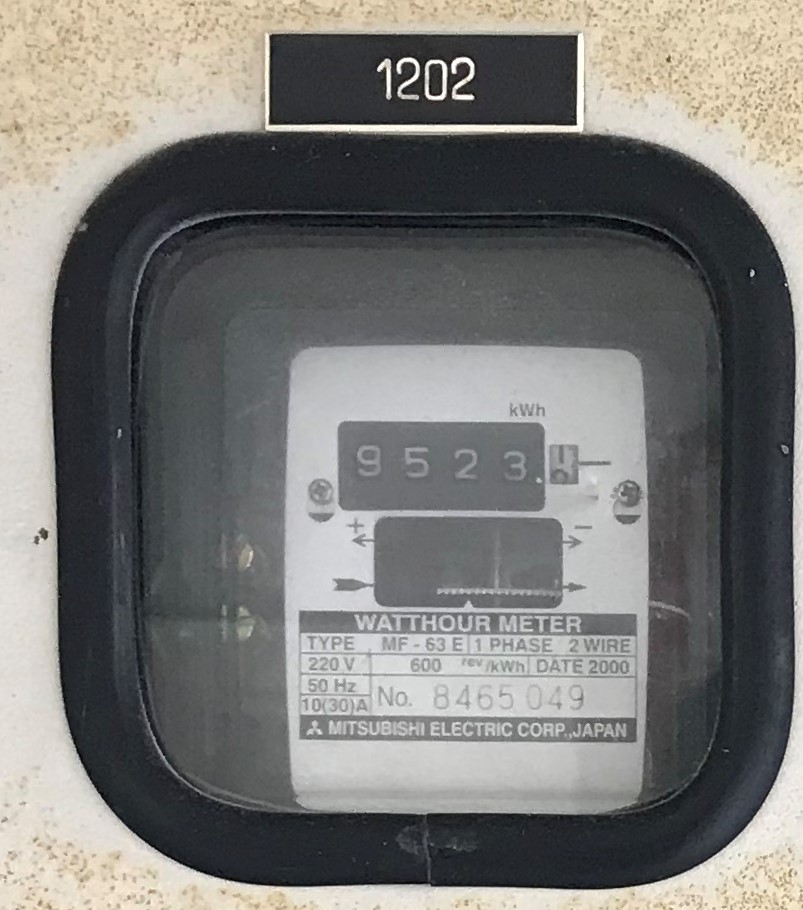 1202
kWh
9523.
+ −
WATTHOUR METER
TYPE MF - 63 E 1 PHASE 2 WIRE
220 V 600 rev/kWh DATE 2000
50 Hz
10(30)A No. 8465 049
MITSUBISHI ELECTRIC CORP.,JAPAN